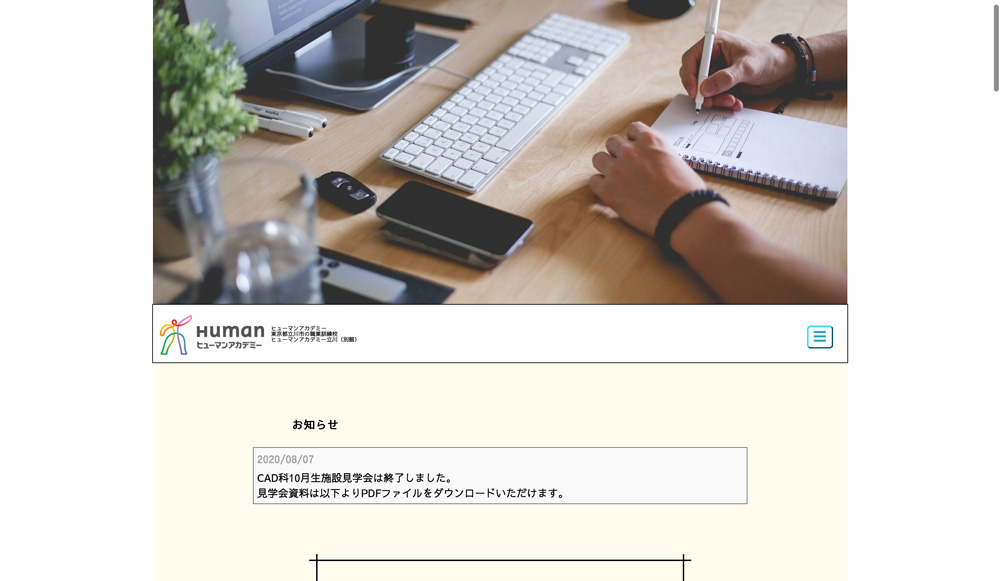 Human
ヒューマンアカデミー
ヒューマンアカデミー
東京都立川市の職業訓練校
ヒューマンアカデミー立川（別館）
お知らせ
2020/08/07
CAD科10月生施設見学会は終了しました。
見学会資料は以下よりPDFファイルをダウンロードいただけます。